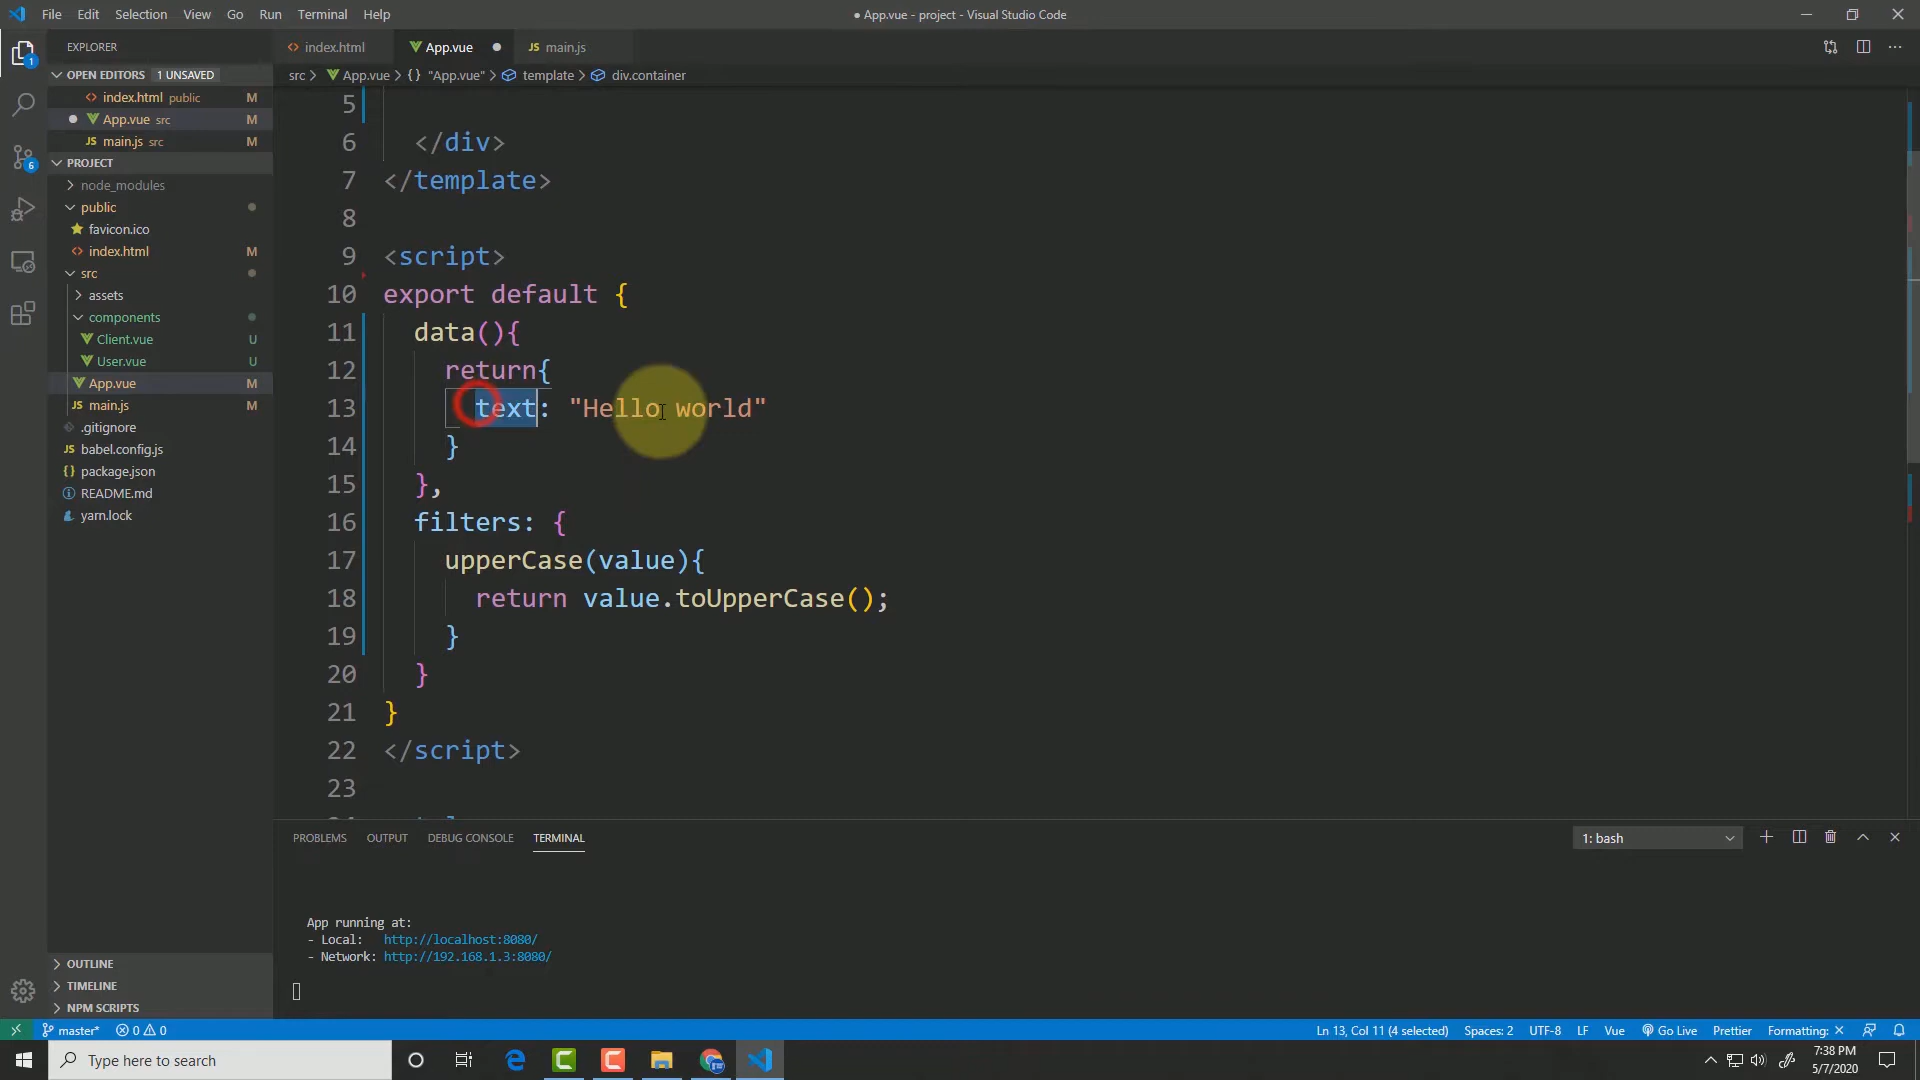 File Edit Selection View Go Run Terminal Help
● App.vue - project - Visual Studio Code
EXPLORER
index.html
App.vue
JS main.js
OPEN EDITORS 1 UNSAVED
src > App.vue > {} "App.vue" > template > div.container
index.html public M
App.vue src M
JS main.js src M
PROJECT
node_modules
public
favicon.ico
index.html M
src
assets
components
Client.vue U
User.vue U
App.vue M
JS main.js M
.gitignore
JS babel.config.js
{} package.json
README.md
yarn.lock
OUTLINE
TIMELINE
NPM SCRIPTS
5
6 </div>
7 </template>
8
9 <script>
10 export default {
11 data(){
12 return{
13 text: "Hello world"
14 }
15 },
16 filters: {
17 upperCase(value){
18 return value.toUpperCase();
19 }
20 }
21 }
22 </script>
23
PROBLEMS OUTPUT DEBUG CONSOLE TERMINAL
1: bash
App running at:
- Local: http://localhost:8080/
- Network: http://192.168.1.3:8080/
master* 0 0
Ln 13, Col 11 (4 selected) Spaces: 2 UTF-8 LF Vue Go Live Prettier Formatting: ×
1
6
Type here to search
7:38 PM
5/7/2020